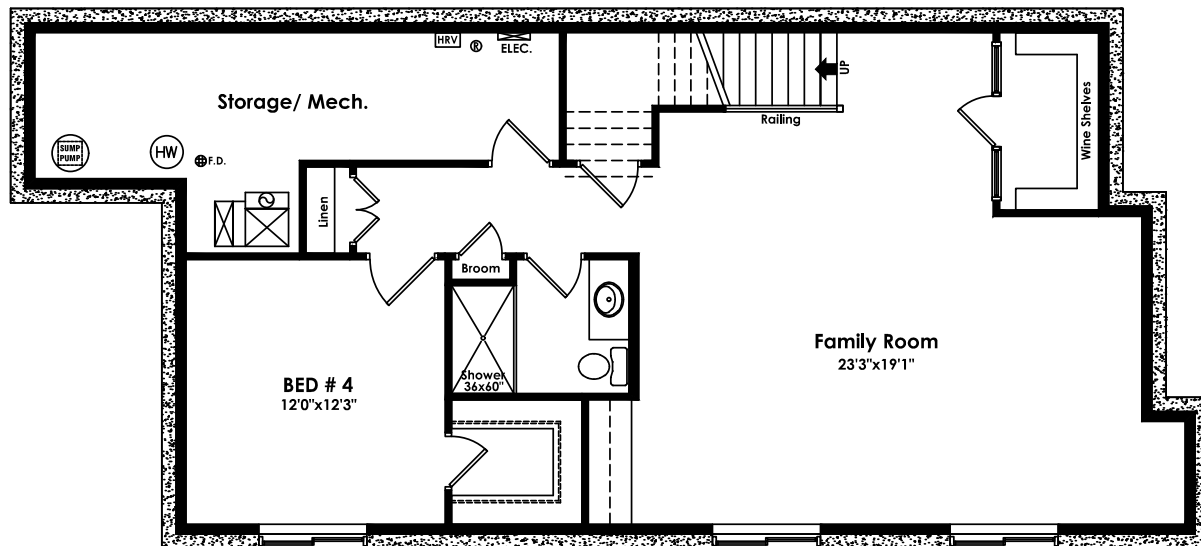 HRV
®
ELEC.
UP
Storage/ Mech.
Railing
Wine Shelves
SUMP
PUMP
HW
F.D.
Linen
Broom
Family Room
23'3"x19'1"
Shower
36x60"
BED # 4
12'0"x12'3"